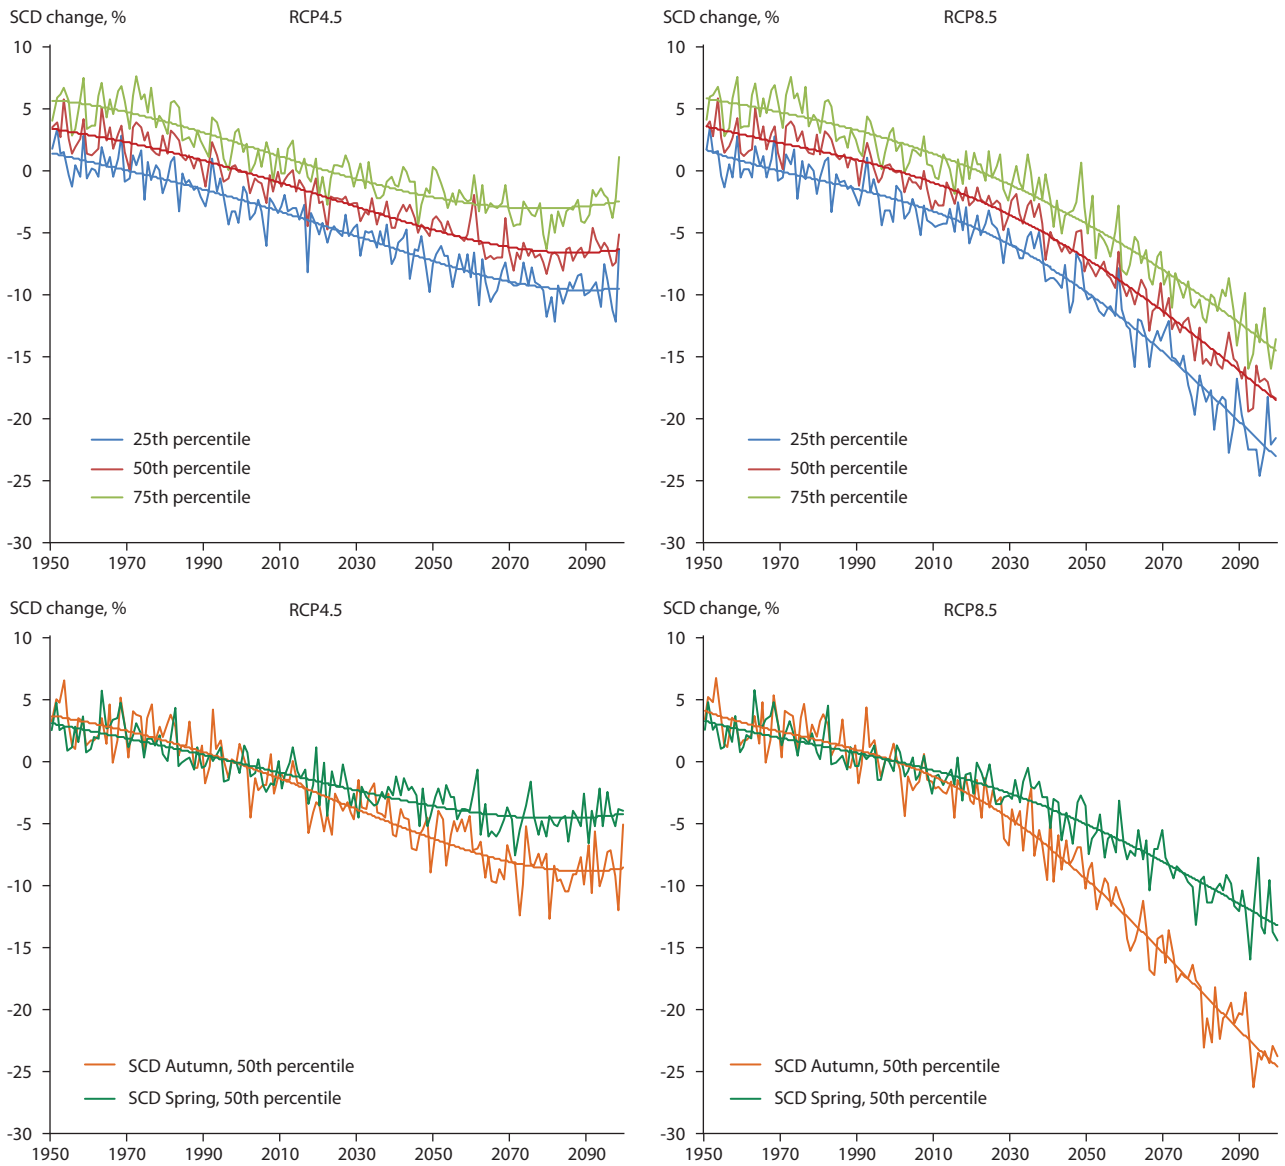 SCD change, %
RCP4.5
10
5
0
-5
-10
-15
-20
-25
-30
25th percentile
50th percentile
75th percentile
1950 1970 1990 2010 2030 2050 2070 2090
SCD change, %
RCP8.5
10
5
0
-5
-10
-15
-20
-25
-30
25th percentile
50th percentile
75th percentile
1950 1970 1990 2010 2030 2050 2070 2090
SCD change, %
RCP4.5
10
5
0
-5
-10
-15
-20
-25
-30
SCD Autumn, 50th percentile
SCD Spring, 50th percentile
1950 1970 1990 2010 2030 2050 2070 2090
SCD change, %
RCP8.5
10
5
0
-5
-10
-15
-20
-25
-30
SCD Autumn, 50th percentile
SCD Spring, 50th percentile
1950 1970 1990 2010 2030 2050 2070 2090